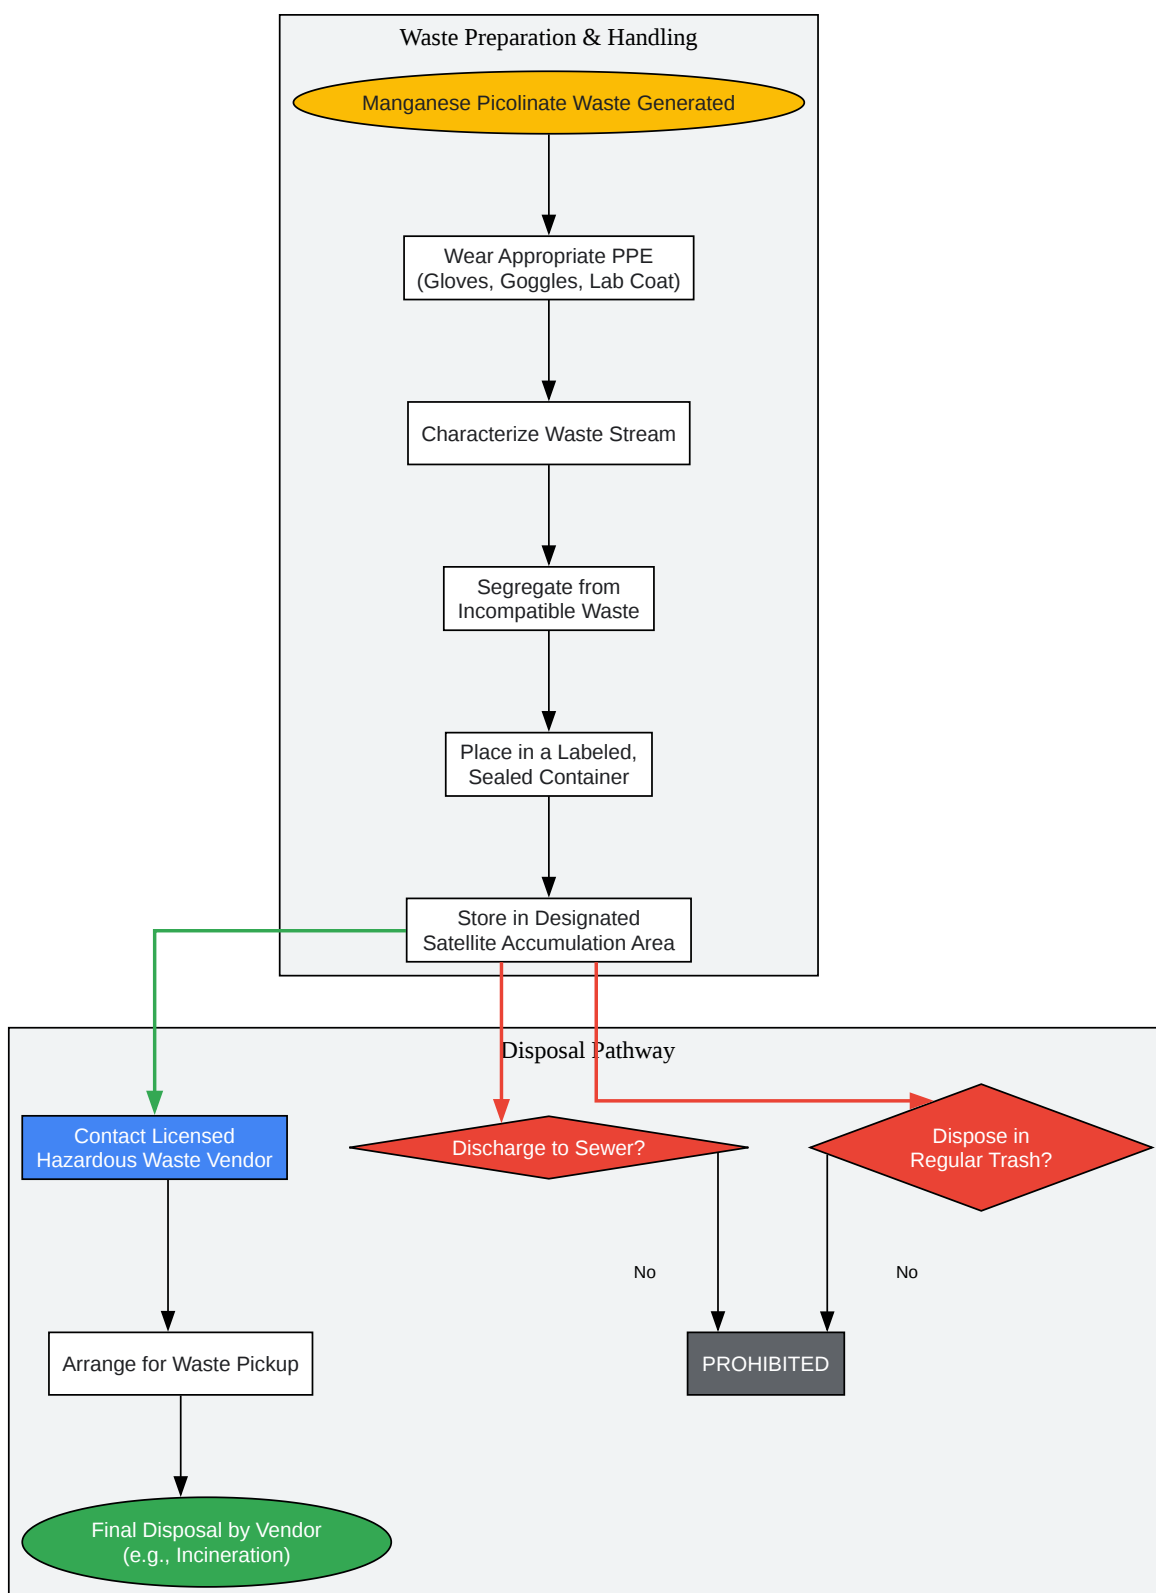 Waste Preparation & Handling
Manganese Picolinate Waste Generated
Wear Appropriate PPE
(Gloves, Goggles, Lab Coat)
Characterize Waste Stream
Segregate from
Incompatible Waste
Place in a Labeled,
Sealed Container
Store in Designated
Satellite Accumulation Area
Disposal Pathway
Contact Licensed
Hazardous Waste Vendor
Discharge to Sewer?
Dispose in
Regular Trash?
No
No
Arrange for Waste Pickup
PROHIBITED
Final Disposal by Vendor
(e.g., Incineration)